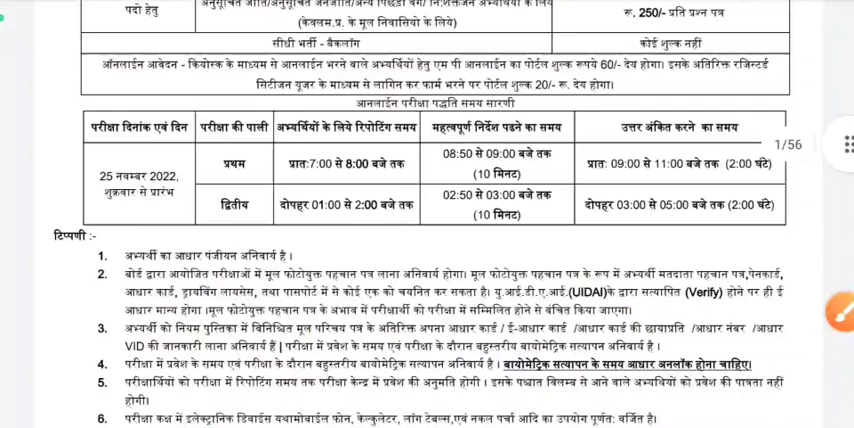 पदो हेतु
अनुसूचित जाति/अनुसूचित जनजाति/अन्य पिछड़ा वर्ग/ नि:शक्तजन अभ्यर्थियों के लिये
(केवलम.प्र. के मूल निवासियो के लिये)
रू. 250/- प्रति प्रश्न पत्र
सीधी भर्ती - बैकलॉग
कोई शुल्क नहीं
ऑनलाईन आवेदन - कियोस्क के माध्यम से आनलाईन भरने वाले अभ्यर्थियों हेतु एम पी आनलाईन का पोर्टल शुल्क रूपये 60/- देय होगा। इसके अतिरिक्त रजिस्टर्ड
सिटीजन यूजर के माध्यम से लागिन कर फार्म भरने पर पोर्टल शुल्क 20/- रू. देय होगा।
आनलाईन परीक्षा पद्धति समय सारणी
परीक्षा दिनांक एवं दिन परीक्षा की पाली अभ्यर्थियों के लिये रिपोर्टिंग समय महत्वपूर्ण निर्देश पढने का समय उत्तर अंकित करने का समय
1/56
25 नवम्बर 2022,
शुक्रवार से प्रारंभ
प्रथम
प्रात:7:00 से 8:00 बजे तक
08:50 से 09:00 बजे तक
(10 मिनट)
प्रात: 09:00 से 11:00 बजे तक (2:00 घंटे)
द्वितीय
दोपहर 01:00 से 2:00 बजे तक
02:50 से 03:00 बजे तक
(10 मिनट)
दोपहर 03:00 से 05:00 बजे तक (2:00 घंटे)
टिप्पणी :-
1. अभ्यर्थी का आधार पंजीयन अनिवार्य है।
2. बोर्ड द्वारा आयोजित परीक्षाओं में मूल फोटोयुक्त पहचान पत्र लाना अनिवार्य होगा। मूल फोटोयुक्त पहचान पत्र के रूप में अभ्यर्थी मतदाता पहचान पत्र,पेनकार्ड,
आधार कार्ड, ड्रायविंग लायसेस, तथा पासपोर्ट में से कोई एक को चयनित कर सकता है। यु.आई.डी.ए.आई.(UIDAI)के द्वारा सत्यापित (Verify) होने पर ही ई
आधार मान्य होगा।मूल फोटोयुक्त पहचान पत्र के अभाव में परीक्षार्थी को परीक्षा में सम्मिलित होने से बंचित किया जाएगा।
3. अभ्यर्थी को नियम पुस्तिका में विनिश्चित मूल परिचय पत्र के अतिरिक्त अपना आधार कार्ड / ई-आधार कार्ड /आधार कार्ड की छायाप्रति /आधार नंबर /आधार
VID की जानकारी लाना अनिवार्य हैं | परीक्षा में प्रवेश के समय एवं परीक्षा के दौरान बहुस्तरीय बायोमेट्रिक सत्यापन अनिवार्य है।
4. परीक्षा में प्रवेश के समय एवं परीक्षा के दौरान बहुस्तरीय बायोमेट्रिक सत्यापन अनिवार्य है। बायोमेट्रिक सत्यापन के समय आधार अनलॉक होना चाहिए।
5. परीक्षार्थियों को परीक्षा में रिपोर्टिंग समय तक परीक्षा केन्द्र में प्रवेश की अनुमति होगी । इसके पश्चात विलम्ब से आने वाले अभ्यथियों को प्रवेश की पात्रता नहीं
होगी।
6. परीक्षा कक्ष में इलेक्ट्रानिक डिवाईस यथामोवाईल फोन, केल्कुलेटर, लॉग टेबल्स,एवं नकल पर्चा आदि का उपयोग पूर्णत: वर्जित है।